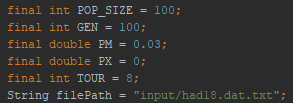 final int POP_SIZE = 100;
final int GEN = 100;
final double PM = 0.03;
final double PX = 0;
final int TOUR = 8;
String filePath = "input/had18.dat.txt";